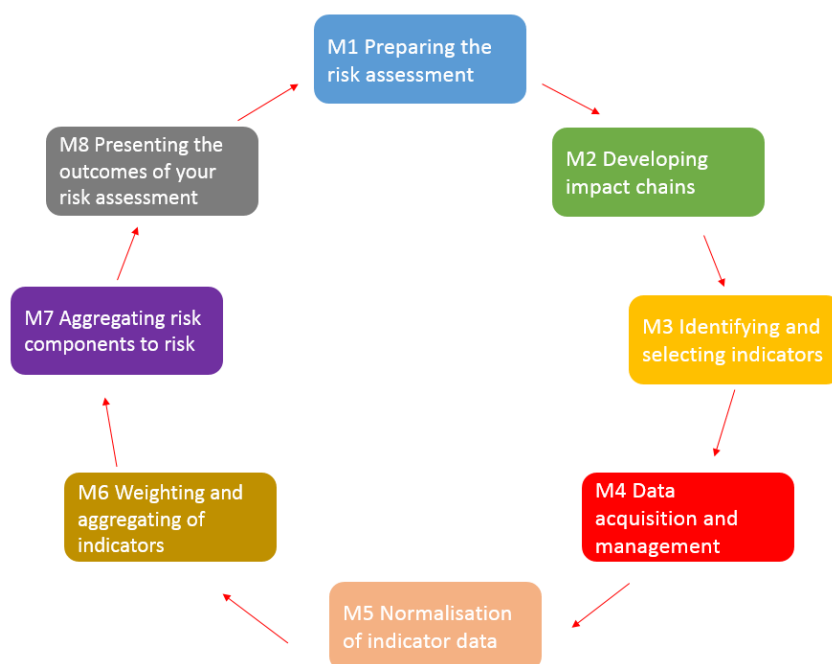 M1 Preparing the
risk assessment
M2 Developing
impact chains
M3 Identifying and
selecting indicators
M4 Data
acquisition and
management
M5 Normalisation
of indicator data
M6 Weighting and
aggregating of
indicators
M7 Aggregating risk
components to risk
M8 Presenting the
outcomes of your
risk assessment